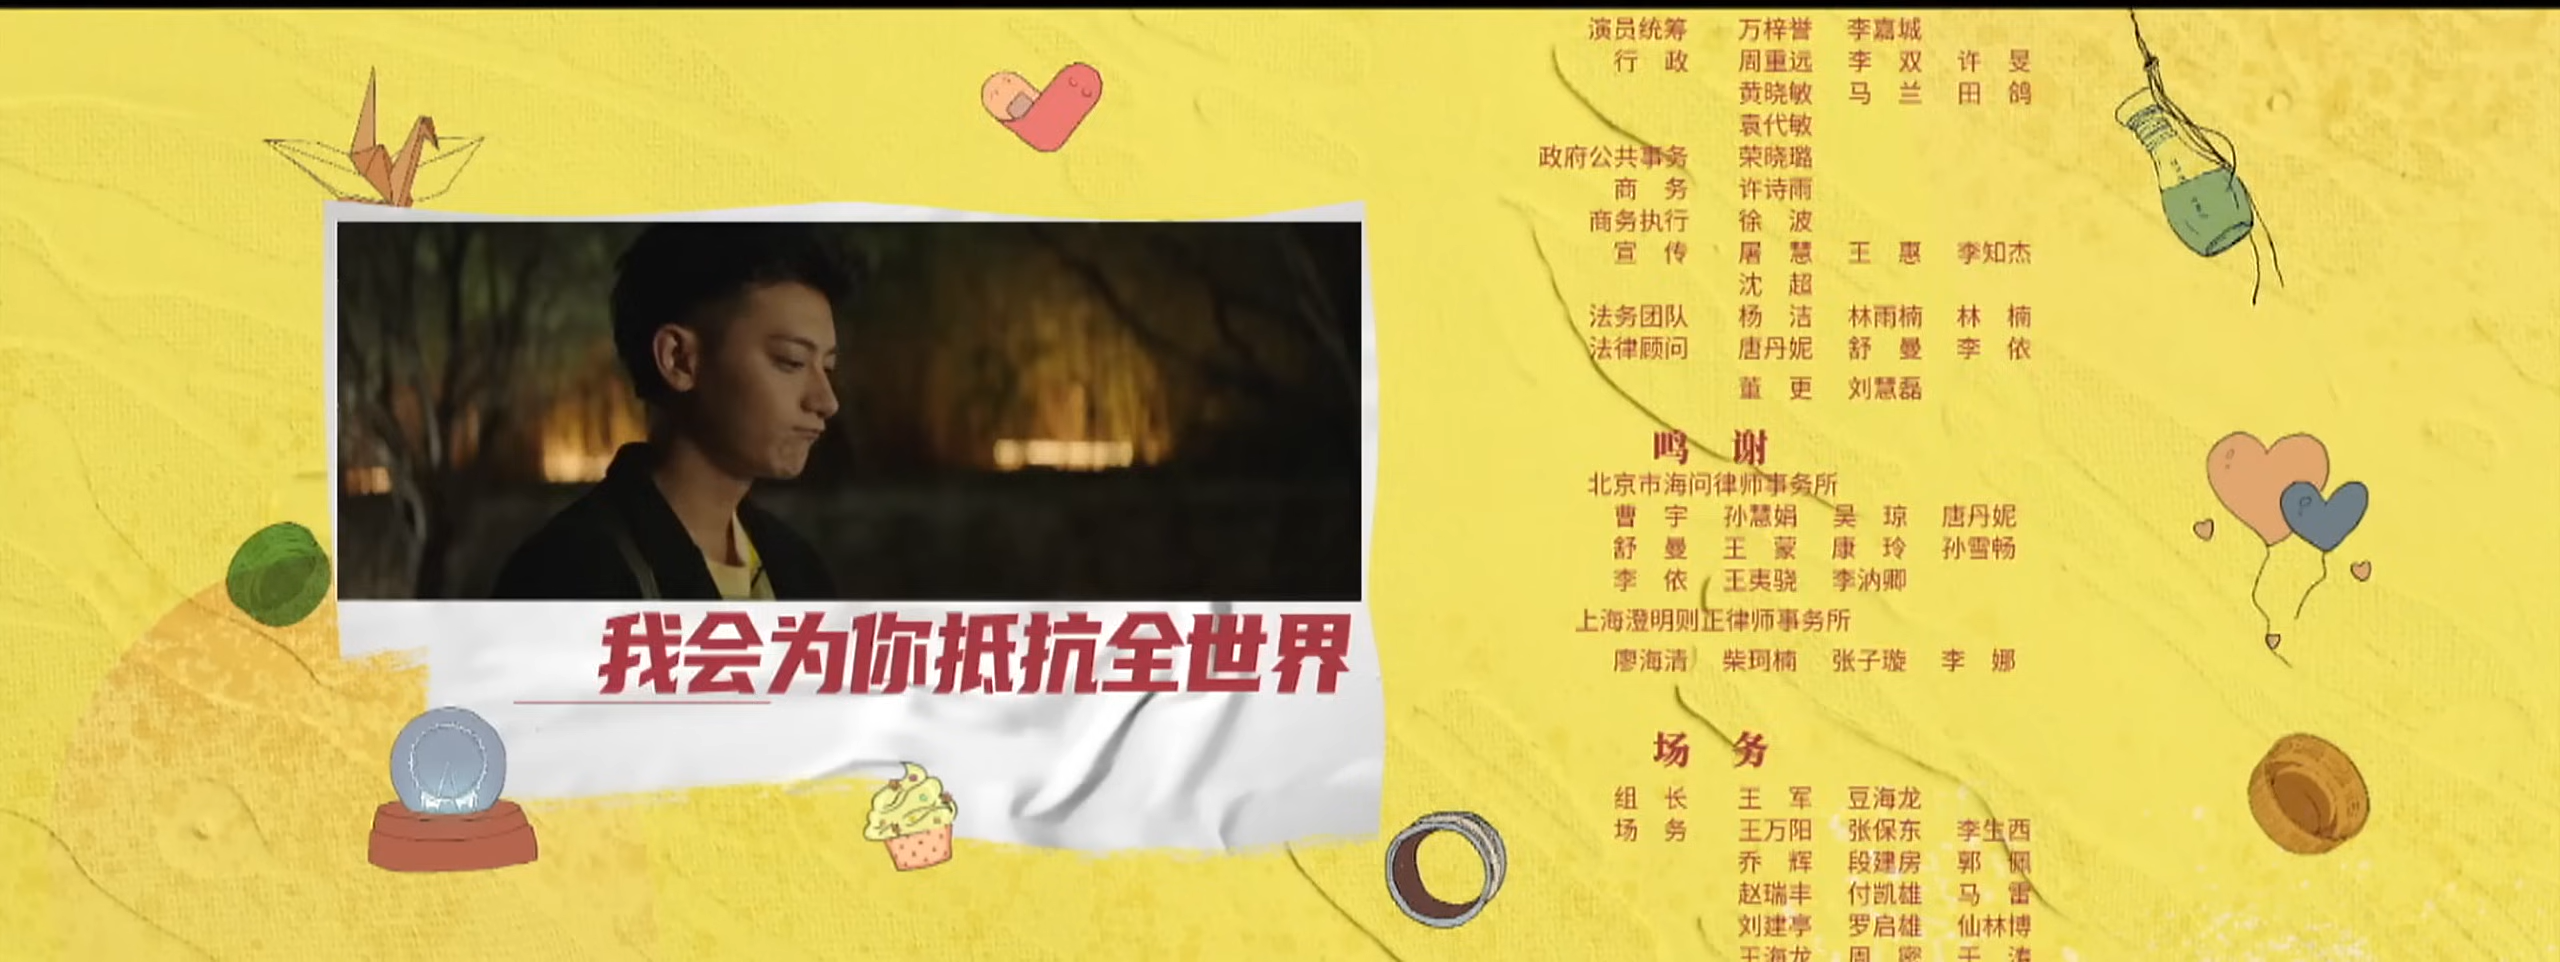 我会为你抵抗全世界
演员统筹 万梓誉 李嘉城
行 政 周重远 李 双 许 旻
黄晓敏 马 兰 田 鸽
袁代敏
政府公共事务 荣晓璐
商 务 许诗雨
商务执行 徐 波
宣 传 屠 慧 王 惠 李知杰
沈 超
法务团队 杨 洁 林雨楠 林 楠
法律顾问 唐丹妮 舒 曼 李 依
董 更 刘慧磊
鸣 谢
北京市海问律师事务所
曹 宇 孙慧娟 吴 琼 唐丹妮
舒 曼 王 蒙 康 玲 孙雪畅
李 依 王夷骁 李汭卿
上海澄明则正律师事务所
廖海清 柴珂楠 张子璇 李 娜
场 务
组 长 王 军 豆海龙
场 务 王万阳 张保东 李生西
乔 辉 段建房 郭 佩
赵瑞丰 付凯雄 马 雷
刘建亭 罗启雄 仙林博
王海龙 周 密